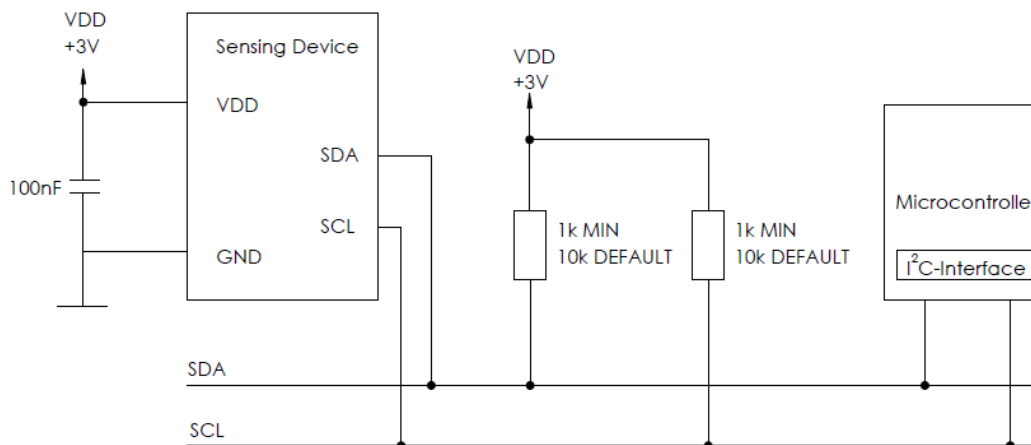 VDD
+3V
Sensing Device
VDD
SDA
100nF
SCL
GND
VDD
+3V
1k MIN
10k DEFAULT
1k MIN
10k DEFAULT
Microcontrolle
I²C-Interface
SDA
SCL